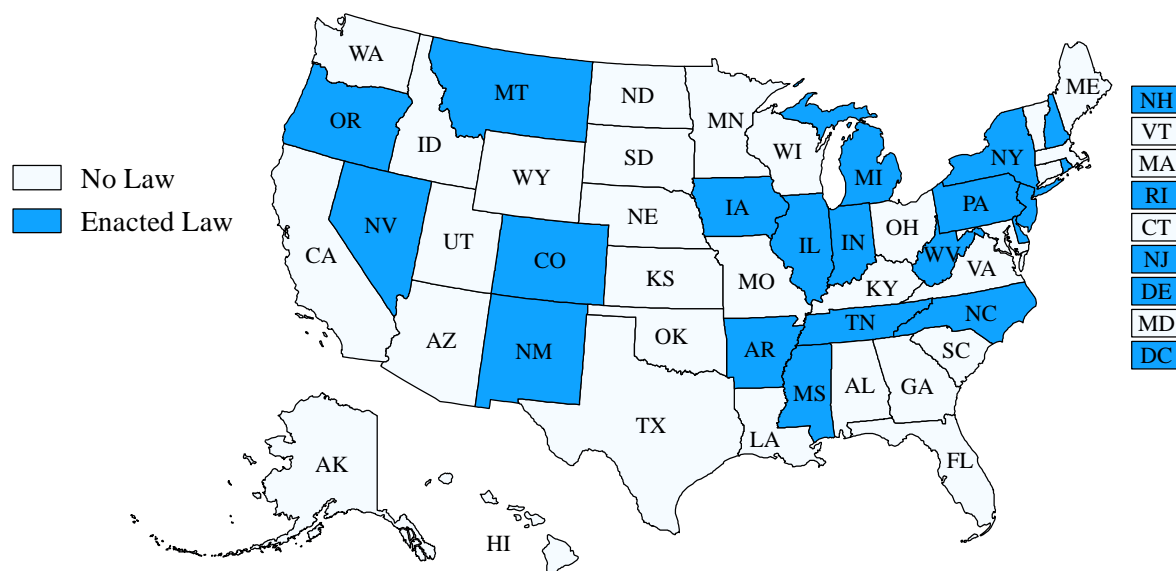 WA
MT
ND
MN
ME
OR
ID
SD
WI
MI
NY
WY
NE
IA
PA
NV
UT
CO
KS
MO
IL
IN
OH
WV
VA
KY
CA
AZ
NM
OK
AR
TN
NC
SC
MS
AL
GA
TX
LA
FL
AK
HI
No Law
Enacted Law
NH
VT
MA
RI
CT
NJ
DE
MD
DC